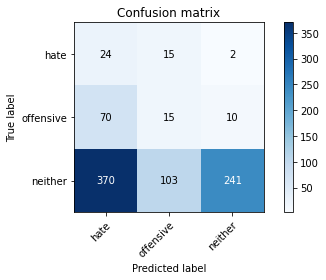 Confusion matrix
hate 24 15 2
offensive 70 15 10
neither 370 103 241
hate offensive neither
True label
Predicted label
350
300
250
200
150
100
50